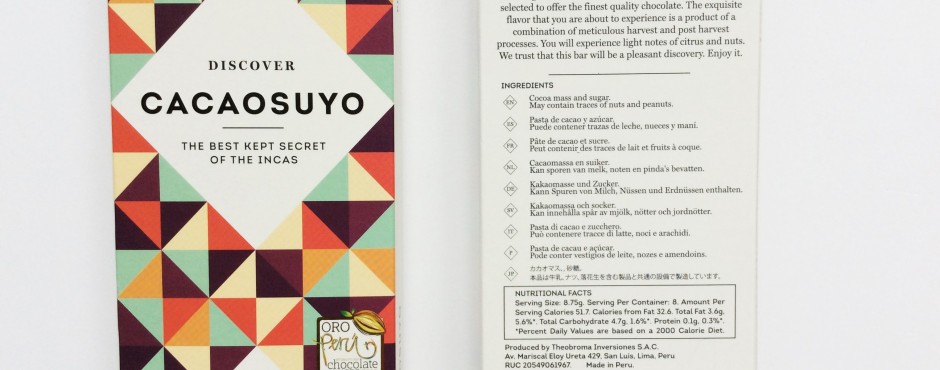 DISCOVER
CACAOSUYO
THE BEST KEPT SECRET
OF THE INCAS
ORO
Perú
chocolate
selected to offer the finest quality chocolate. The exquisite
flavor that you are about to experience is a product of a
combination of meticulous harvest and post harvest
processes. You will experience light notes of citrus and nuts.
We trust that this bar will be a pleasant discovery. Enjoy it.
INGREDIENTS
EN Cocoa mass and sugar.
May contain traces of nuts and peanuts.
ES Pasta de cacao y azúcar.
Puede contener trazas de leche, nueces y maní.
FR Pâte de cacao et sucre.
Peut contenir des traces de lait et fruits à coque.
NL Cacaomassa en suiker.
Kan sporen van melk, noten en pinda's bevatten.
DE Kakaomasse und Zucker.
Kann Spuren von Milch, Nüssen und Erdnüssen enthalten.
SV Kakaomassa och socker.
Kan innehålla spår av mjölk, nötter och jordnötter.
IT Pasta di cacao e zucchero.
Può contenere tracce di latte, noci e arachidi.
P Pasta de cacau e açúcar.
Pode conter vestígios de leite, nozes e amendoins.
JP カカオマス、砂糖。
本品は牛乳、ナツ、落花生を含む製品と共通の設備で製造しています。
NUTRITIONAL FACTS
Serving Size: 8.75g, Serving Per Container: 8. Amount Per
Serving Calories 51.7. Calories from Fat 32.6. Total Fat 3.6g,
5.6%*. Total Carbohydrate 4.7g, 1.6%*. Protein 0.1g, 0.3%*.
*Percent Daily Values are based on a 2000 Calorie Diet.
Produced by Theobroma Inversiones S.A.C.
Av. Mariscal Eloy Ureta 429, San Luis, Lima, Peru
RUC 20549061967. Made in Peru.